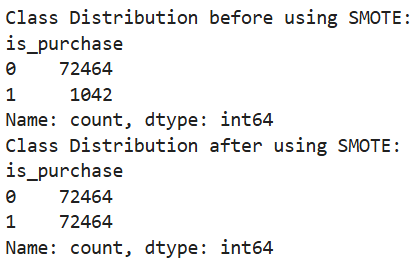 Class Distribution before using SMOTE:
is_purchase
0    72464
1     1042
Name: count, dtype: int64
Class Distribution after using SMOTE:
is_purchase
0    72464
1    72464
Name: count, dtype: int64